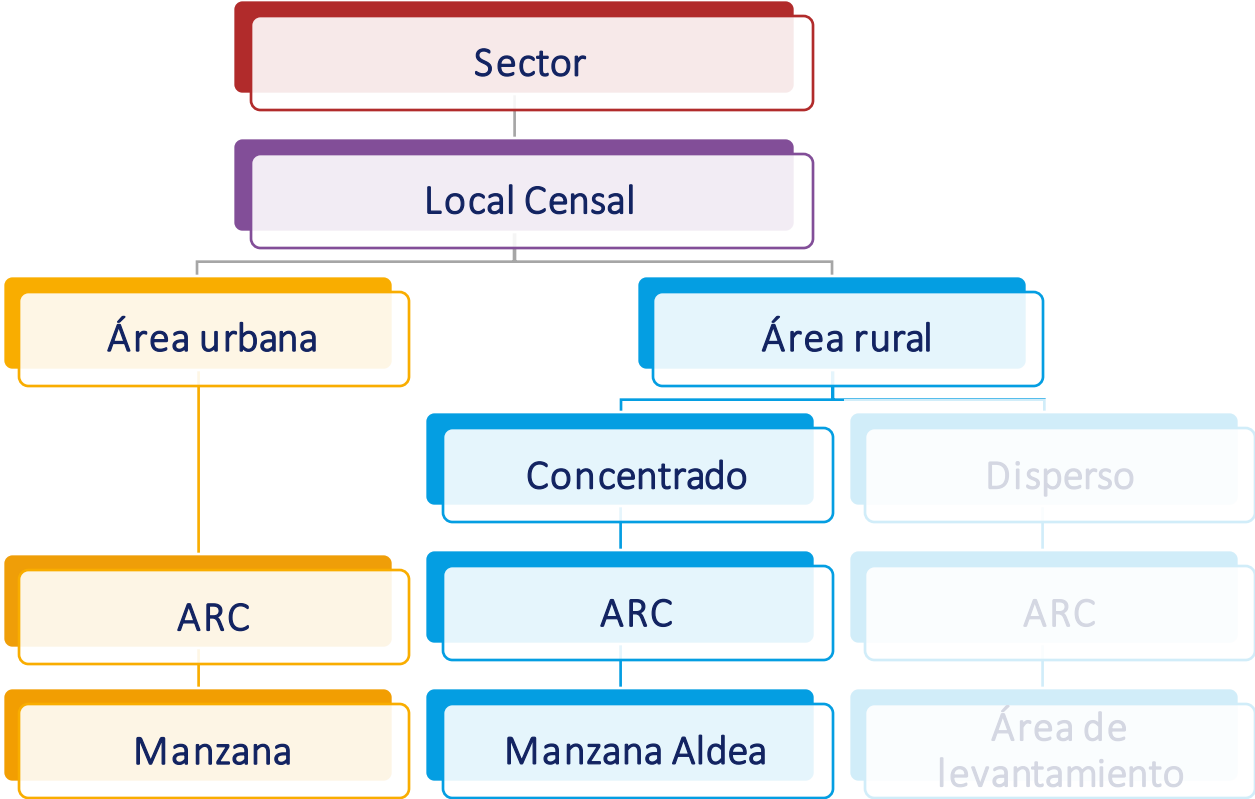 Sector
Local Censal
Área urbana
Área rural
Concentrado
Disperso
ARC
ARC
ARC
Manzana
Manzana Aldea
Área de
levantamiento